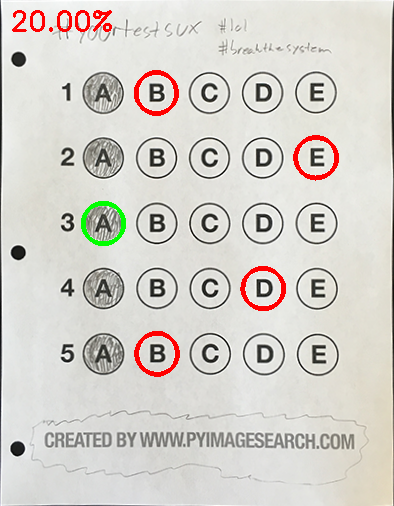 20.00%
#yourtestsux #lol
#breakthesystem
1 A B C D E
2 A B C D E
3 A B C D E
4 A B C D E
5 A B C D E
CREATED BY WWW.PYIMAGESEARCH.COM